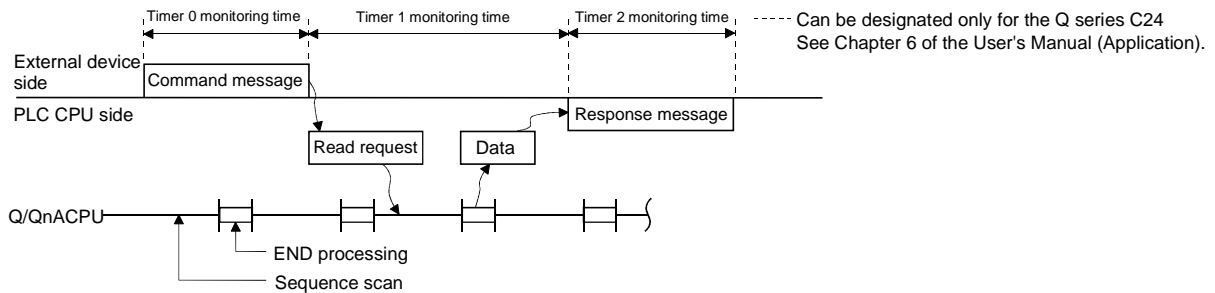 Timer 0 monitoring time
Timer 1 monitoring time
Timer 2 monitoring time
Can be designated only for the Q series C24
See Chapter 6 of the User's Manual (Application).
External device
side
Command message
PLC CPU side
Response message
Read request
Data
Q/QnACPU
END processing
Sequence scan